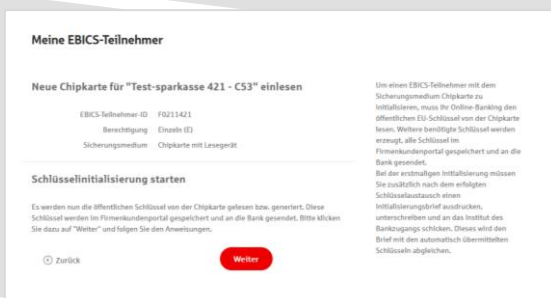 Meine EBICS-Teilnehmer
Neue Chipkarte für "Test-sparkasse 421 - C53" einlesen
EBICS-Teilnehmer-ID F0211421
Berechtigung Einzeln (E)
Sicherungsmedium Chipkarte mit Lesegerät
Schlüsselinitialisierung starten
Es werden nun die öffentlichen Schlüssel von der Chipkarte gelesen bzw. generiert. Diese
Schlüssel werden im Firmenkundenportal gespeichert und an die Bank gesendet. Bitte klicken
Sie dazu auf "Weiter" und folgen Sie den Anweisungen.
Zurück
Weiter
Um einen EBICS-Teilnehmer mit dem
Sicherungsmedium Chipkarte zu
initialisieren, muss Ihr Online-Banking den
öffentlichen EU-Schlüssel von der Chipkarte
lesen. Weitere benötigte Schlüssel werden
erzeugt, alle Schlüssel im
Firmenkundenportal gespeichert und an die
Bank gesendet.
Bei der erstmaligen Initialisierung müssen
Sie zusätzlich nach dem erfolgten
Schlüsselaustausch einen
Initialisierungsbrief ausdrucken,
unterschreiben und an das Institut des
Bankzugangs schicken. Dieses wird den
Brief mit den automatisch übermittelten
Schlüsseln abgleichen.